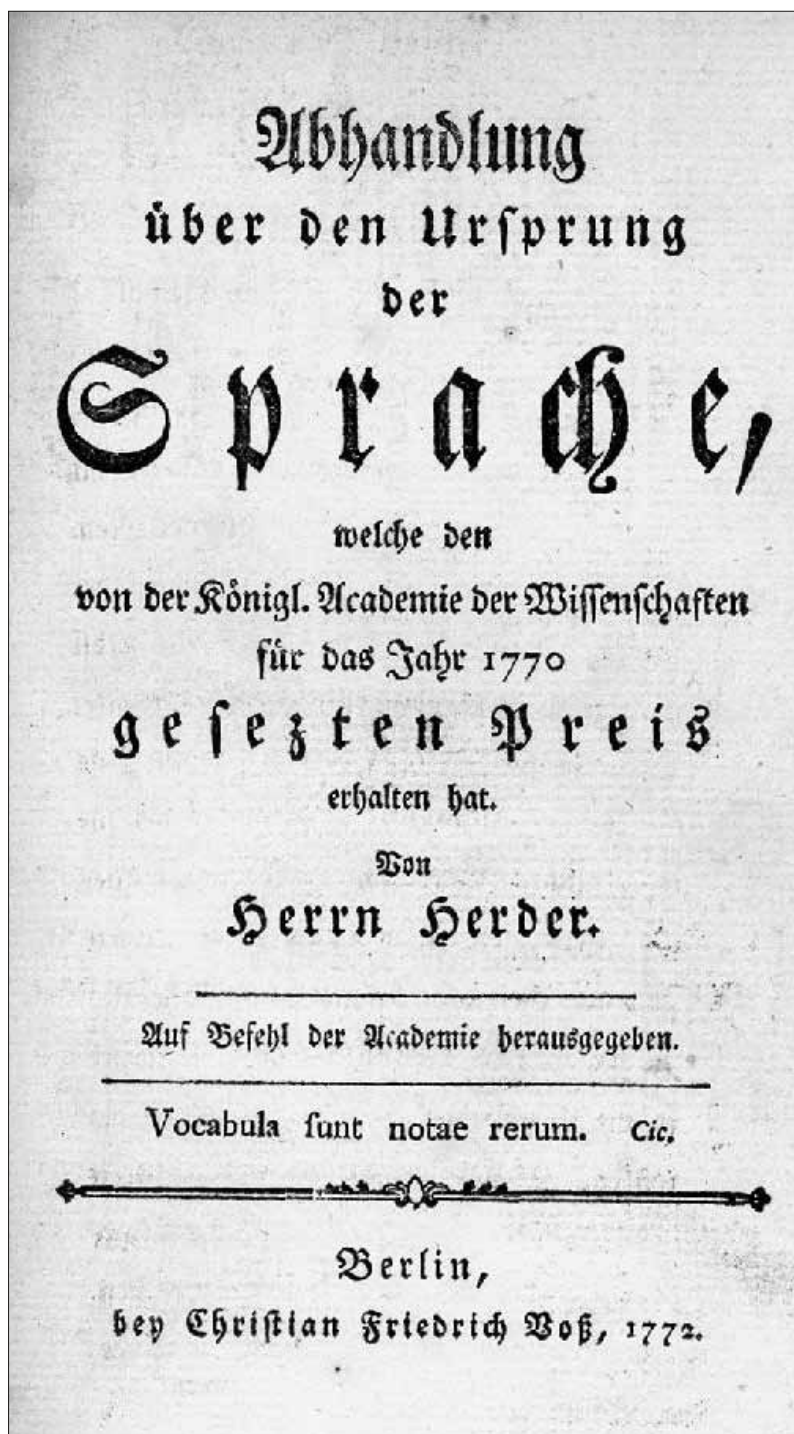 Abhandlung
über den Urſprung
der
Sprache,
welche den
von der Königl. Academie der Wiſſenſchaften
für das Jahr 1770
geſezten Preis
erhalten hat.
Von
Herrn Herder.
Auf Befehl der Academie herausgegeben.
Vocabula ſunt notae rerum. Cic.
Berlin,
bey Chriſtian Friedrich Voß, 1772.